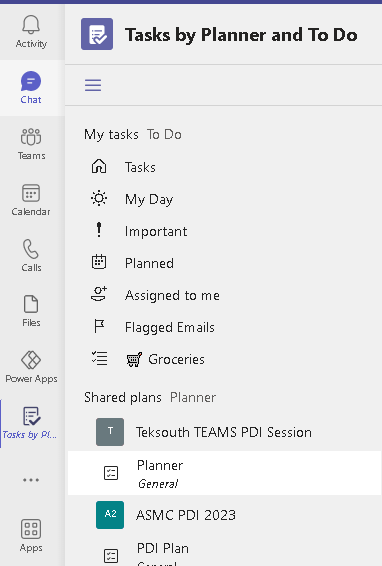 Activity
Chat
Teams
Calendar
Calls
Files
Power Apps
Tasks by Pl...
Apps
Tasks by Planner and To Do
My tasks To Do
Tasks
My Day
Important
Planned
Assigned to me
Flagged Emails
Groceries
Shared plans Planner
T Teksouth TEAMS PDI Session
Planner
General
A2 ASMC PDI 2023
PDI Plan
General